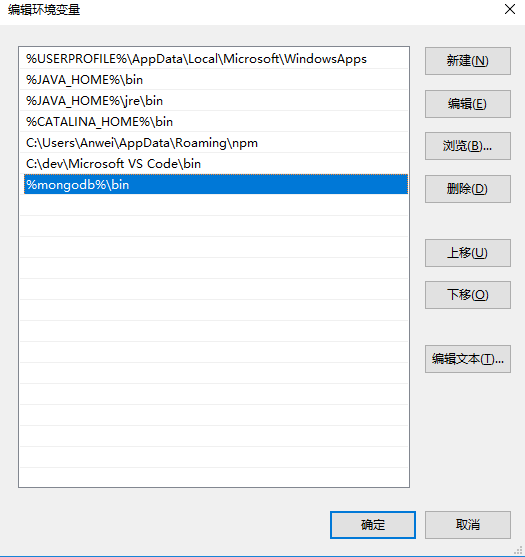 编辑环境变量
%USERPROFILE%\AppData\Local\Microsoft\WindowsApps
%JAVA_HOME%\bin
%JAVA_HOME%\jre\bin
%CATALINA_HOME%\bin
C:\Users\Anwei\AppData\Roaming\npm
C:\dev\Microsoft VS Code\bin
%mongodb%\bin
新建(N)
编辑(E)
浏览(B)...
删除(D)
上移(U)
下移(O)
编辑文本(T)...
确定
取消